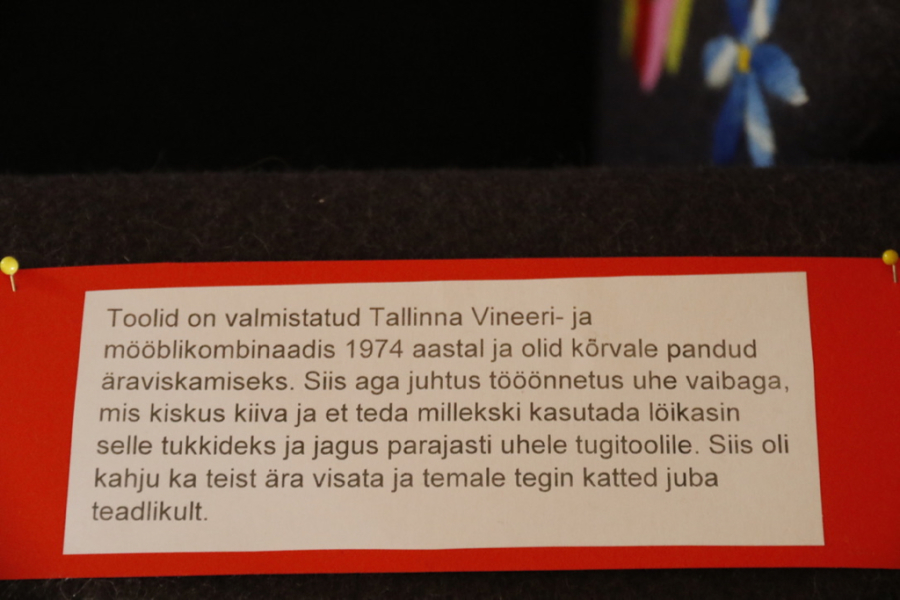 Toolid on valmistatud Tallinna Vineeri- ja
mööblikombinaadis 1974 aastal ja olid kõrvale pandud
äraviskamiseks. Siis aga juhtus tööõnnetus uhe vaibaga,
mis kiskus kiiva ja et teda millekski kasutada löikasin
selle tukkideks ja jagus parajasti uhele tugitoolile. Siis oli
kahju ka teist ära visata ja temale tegin katted juba
teadlikult.